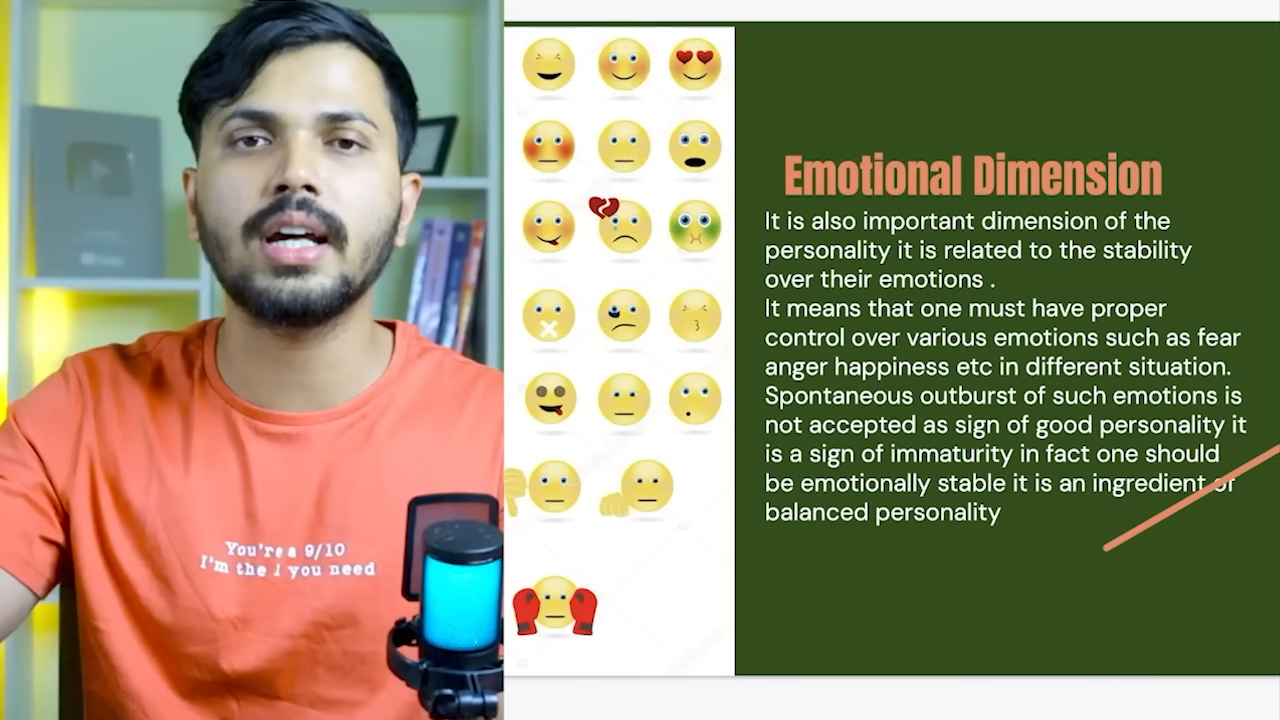 You're a 9/10
I'm the 1 you need
Emotional Dimension
It is also important dimension of the
personality it is related to the stability
over their emotions .
It means that one must have proper
control over various emotions such as fear
anger happiness etc in different situation.
Spontaneous outburst of such emotions is
not accepted as sign of good personality it
is a sign of immaturity in fact one should
be emotionally stable it is an ingredient of
balanced personality